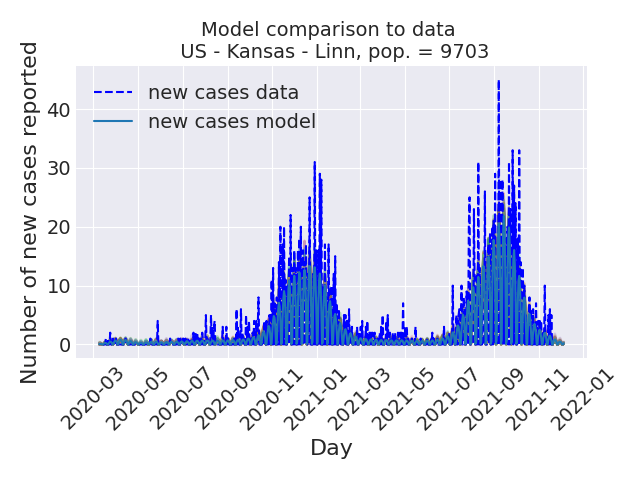 Model comparison to data
US - Kansas - Linn, pop. = 9703
Number of new cases reported
new cases data
new cases model
40
30
20
10
0
2020-03
2020-05
2020-07
2020-09
2020-11
2021-01
2021-03
2021-05
2021-07
2021-09
2021-11
2022-01
Day